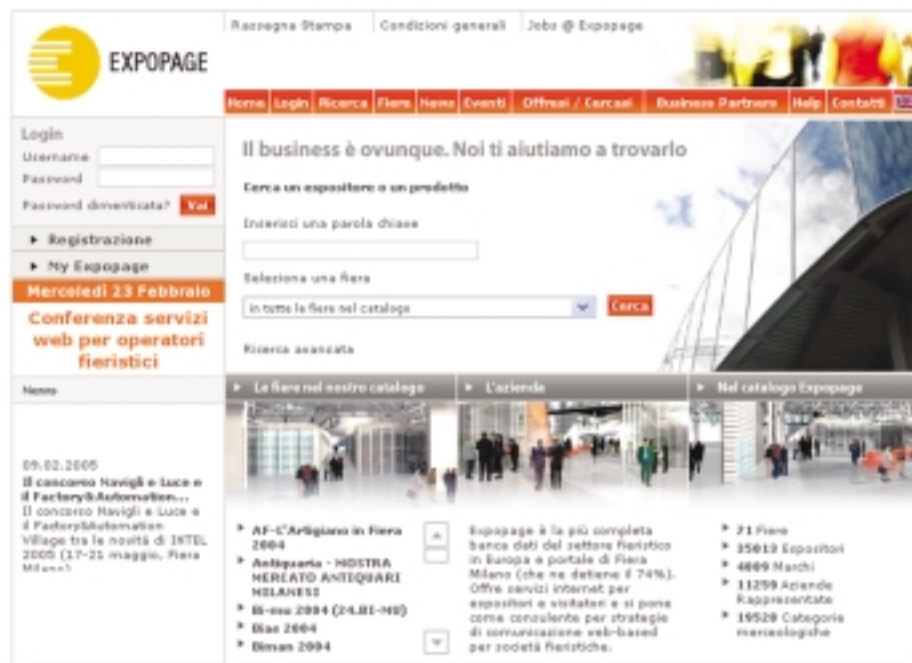 Rassegna Stampa
Condizioni generali
Jobs @ Expopage
EXPOPAGE
Home
Login
Ricerca
Fiere
News
Eventi
Offresi / Cercasi
Business Partners
Help
Contatti
Login
Username
Password
Password dimenticata?
Vai
Registrazione
My Expopage
Mercoledì 23 Febbraio
Conferenza servizi
web per operatori
fieristici
News
09.02.2005
Il concorso Navigli e Luce e
il Factory&Automation...
Il concorso Navigli e Luce e
il Factory&Automation
Village tra le novità di INTEL
2005 (17-21 maggio, Fiera
Milano)
Il business è ovunque. Noi ti aiutiamo a trovarlo
Cerca un espositore o un prodotto
Inserisci una parola chiave
Seleziona una fiera
in tutte le fiere nel catalogo
Cerca
Ricerca avanzata
Le fiere nel nostro catalogo
AF-L'Artigiano in Fiera
2004
Antiquaria - MOSTRA
MERCATO ANTIQUARI
MILANESI
Bi-mu 2004 (24.BI-MU)
Bias 2004
Biman 2004
L'azienda
Expopage è la più completa
banca dati del settore fieristico
in Europa e portale di Fiera
Milano (che ne detiene il 74%).
Offre servizi internet per
espositori e visitatori e si pone
come consulente per strategie
di comunicazione web-based
per società fieristiche.
Nel catalogo Expopage
71 Fiere
35013 Espositori
4009 Marchi
11259 Aziende
Rappresentate
19520 Categorie
merceologiche